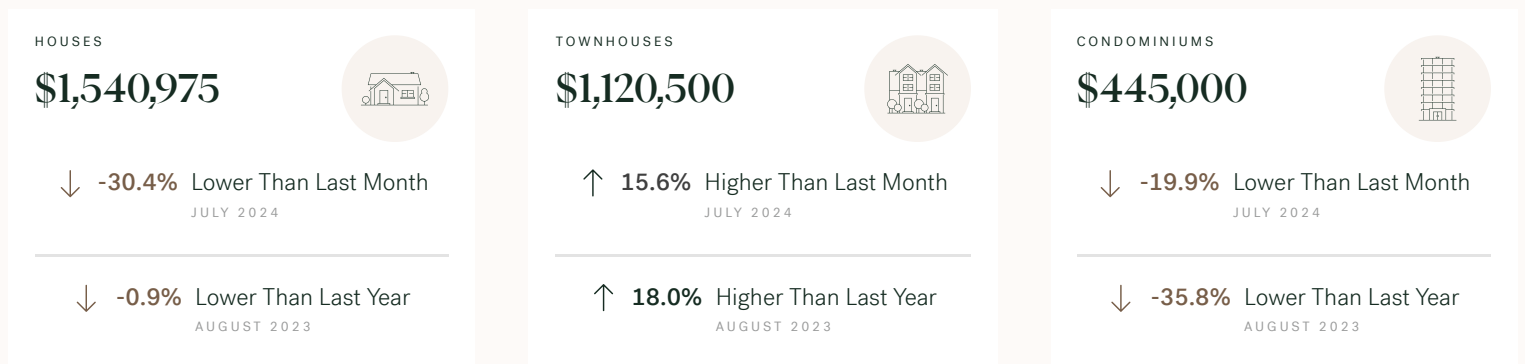 HOUSES
$1,540,975
-30.4% Lower Than Last Month
JULY 2024
-0.9% Lower Than Last Year
AUGUST 2023
TOWNHOUSES
$1,120,500
15.6% Higher Than Last Month
JULY 2024
18.0% Higher Than Last Year
AUGUST 2023
CONDOMINIUMS
$445,000
-19.9% Lower Than Last Month
JULY 2024
-35.8% Lower Than Last Year
AUGUST 2023